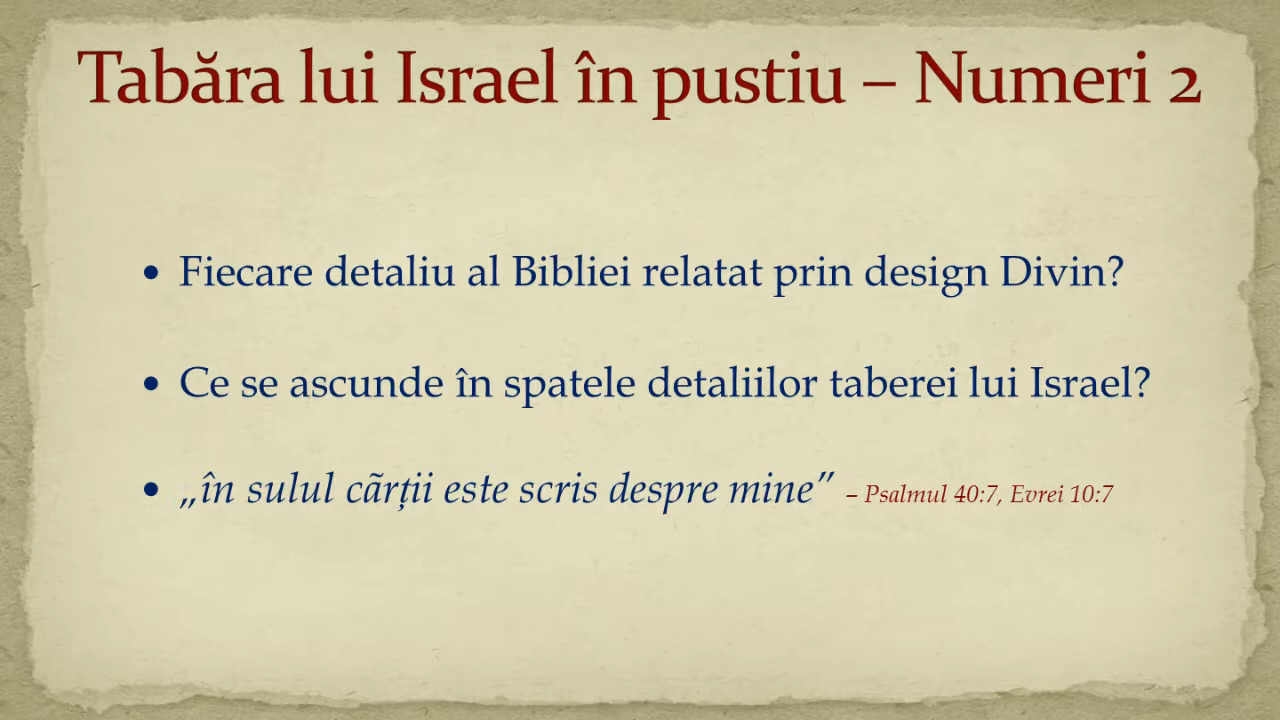 Tabăra lui Israel în pustiu – Numeri 2
• Fiecare detaliu al Bibliei relatat prin design Divin?
• Ce se ascunde în spatele detaliilor taberei lui Israel?
• „în sulul cãrții este scris despre mine” – Psalmul 40:7, Evrei 10:7